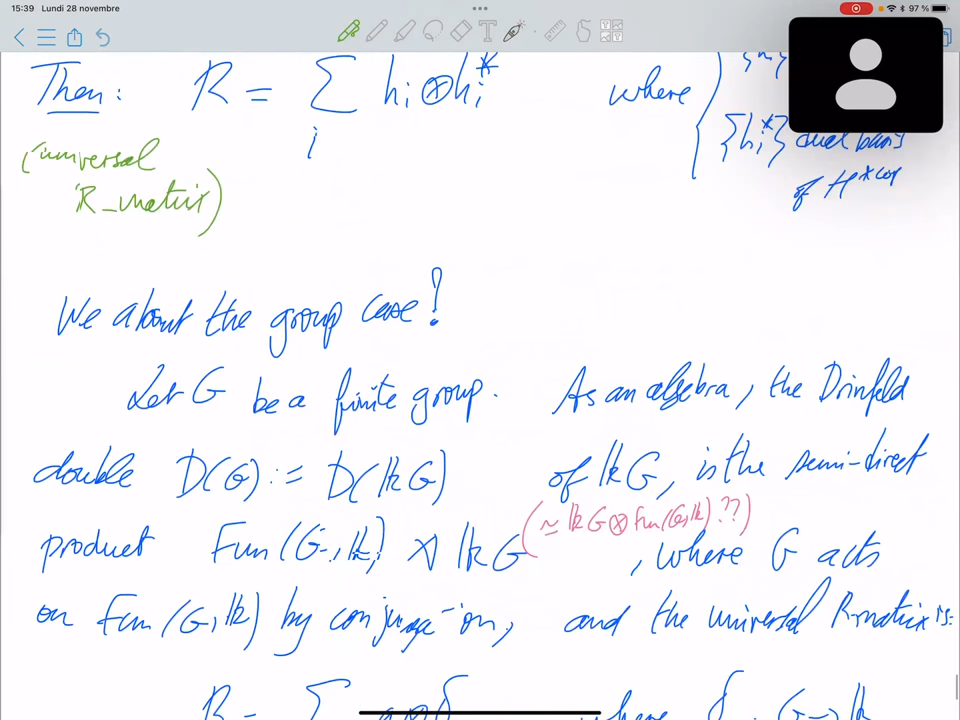 15:39 Lundi 28 novembre 97 %
Then: R = Σ hi ⊗ hi* where
i {hi*} dual basis
(universal of H*cop
R_matrix)
We about the group case!
Let G be a finite group. As an algebra, the Drinfeld
double D(G) := D(kG) of kG, is the semi-direct
(≃ kG ⊗ Fun(G,k) ??)
product Fun(G,k) ⋊ kG , where G acts
on Fun(G,k) by conjugation, and the universal R-matrix is:
R = Σ where δ : G → k